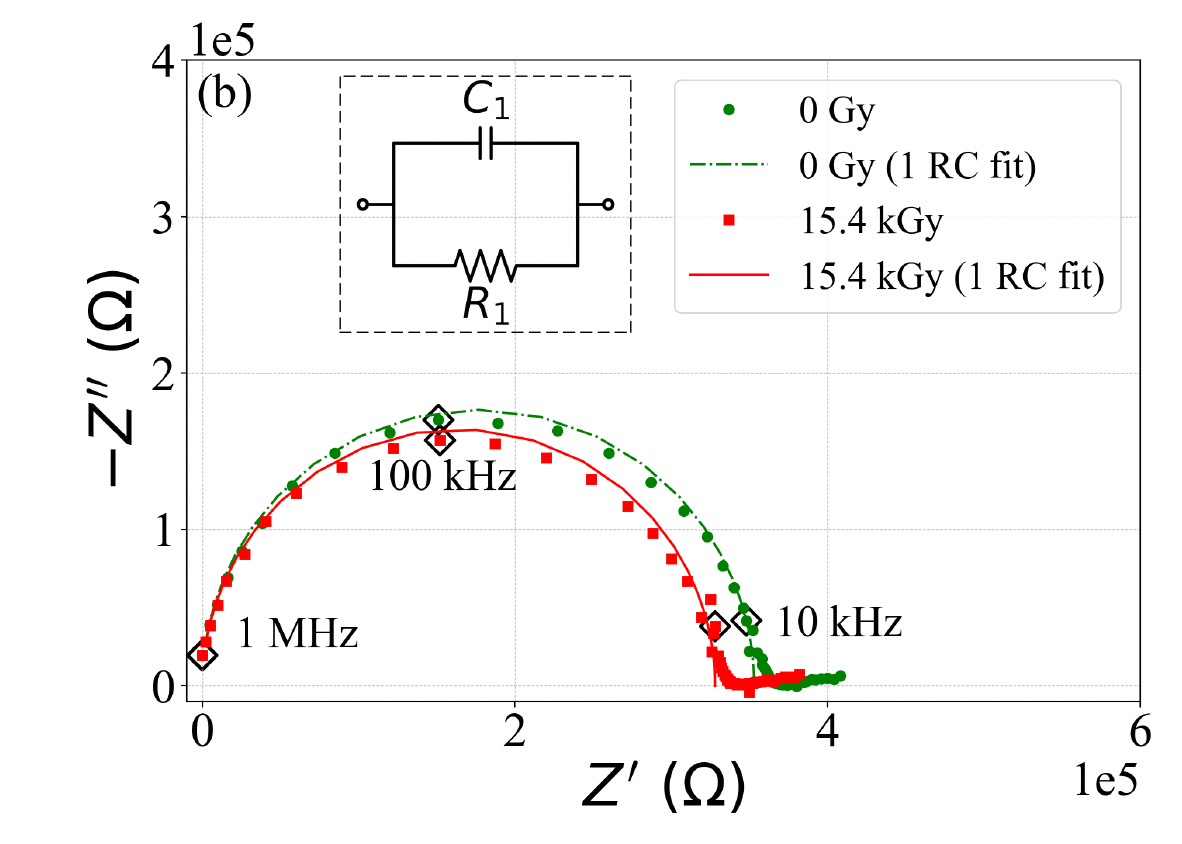 1e5
(b)
C1
R1
0 Gy
0 Gy (1 RC fit)
15.4 kGy
15.4 kGy (1 RC fit)
4
3
2
1
0
−Z′′ (Ω)
100 kHz
1 MHz
10 kHz
0 2 4 6
Z′ (Ω)
1e5